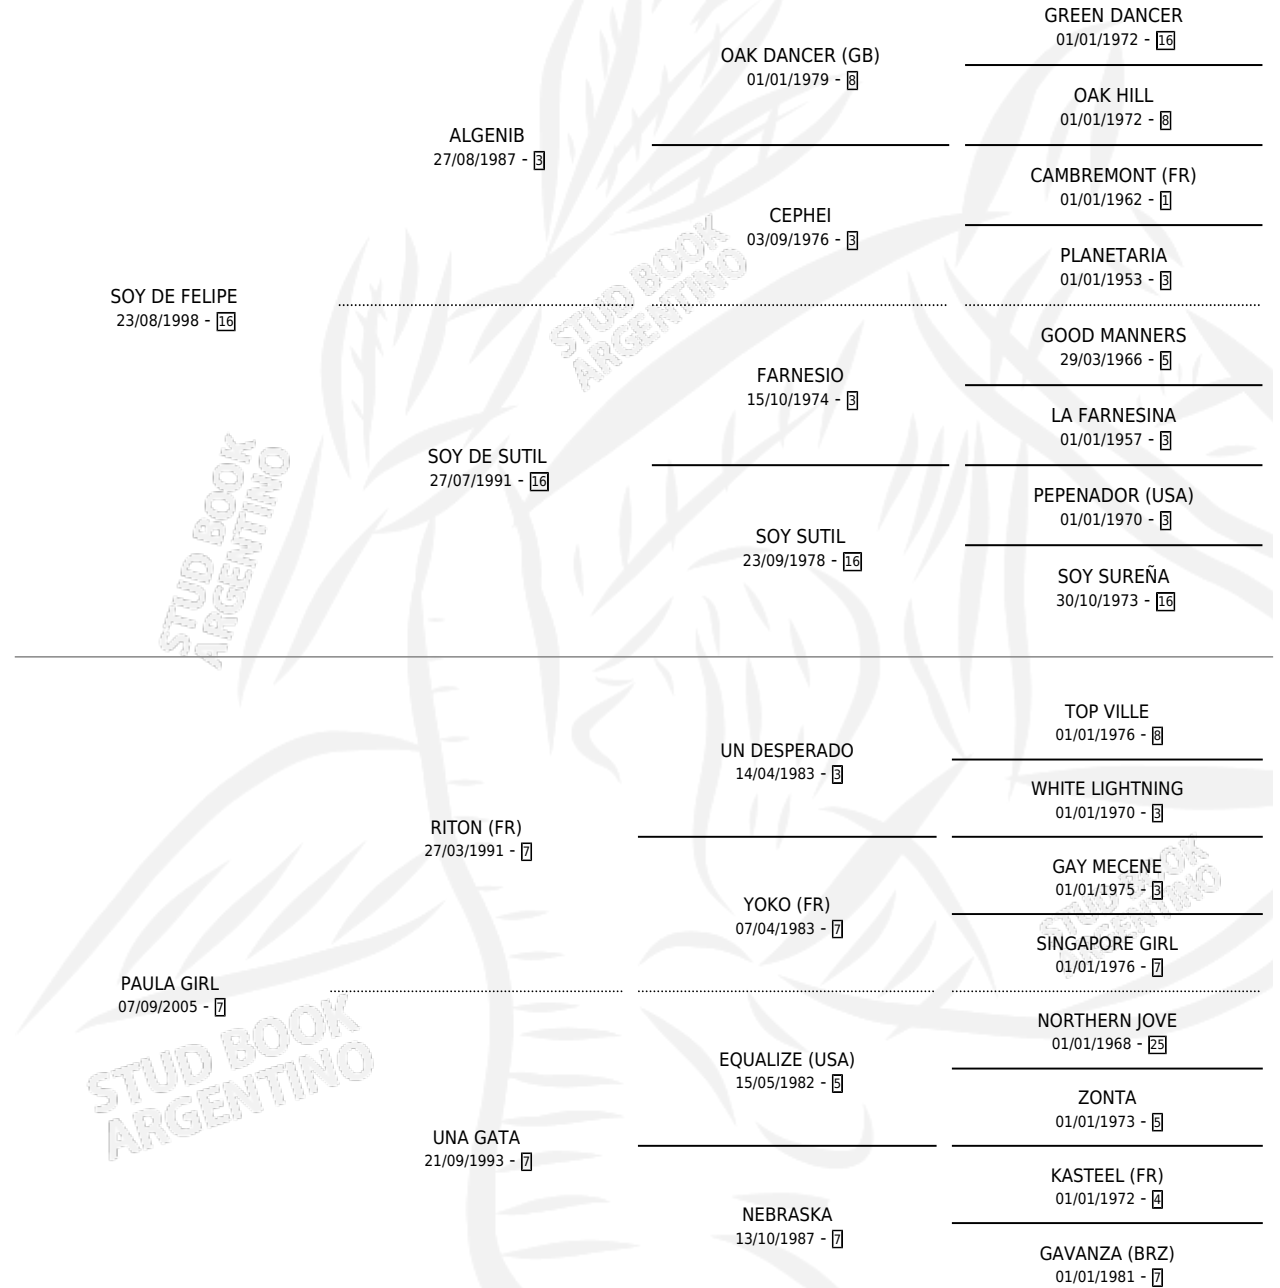 GREEN DANCER
01/01/1972 - 16
OAK DANCER (GB)
01/01/1979 - 8
OAK HILL
01/01/1972 - 8
ALGENIB
27/08/1987 - 3
CAMBREMONT (FR)
01/01/1962 - 1
CEPHEI
03/09/1976 - 3
PLANETARIA
01/01/1953 - 3
SOY DE FELIPE
23/08/1998 - 16
GOOD MANNERS
29/03/1966 - 5
FARNESIO
15/10/1974 - 3
LA FARNESINA
01/01/1957 - 3
SOY DE SUTIL
27/07/1991 - 16
PEPENADOR (USA)
01/01/1970 - 3
SOY SUTIL
23/09/1978 - 16
SOY SUREÑA
30/10/1973 - 16
TOP VILLE
01/01/1976 - 8
UN DESPERADO
14/04/1983 - 3
WHITE LIGHTNING
01/01/1970 - 3
RITON (FR)
27/03/1991 - 7
GAY MECENE
01/01/1975 - 3
YOKO (FR)
07/04/1983 - 7
SINGAPORE GIRL
01/01/1976 - 7
PAULA GIRL
07/09/2005 - 7
NORTHERN JOVE
01/01/1968 - 25
EQUALIZE (USA)
15/05/1982 - 5
ZONTA
01/01/1973 - 5
UNA GATA
21/09/1993 - 7
KASTEEL (FR)
01/01/1972 - 4
NEBRASKA
13/10/1987 - 7
GAVANZA (BRZ)
01/01/1981 - 7
STUD BOOK
ARGENTINO
STUD BOOK
ARGENTINO
STUD BOOK
ARGENTINO
STUD BOOK
ARGENTINO